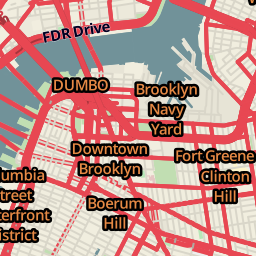 FDR Drive
DUMBO
Brooklyn
Navy
Yard
Downtown
Brooklyn
Fort Greene
Clinton
Hill
Boerum
Hill
umbia
treet
terfront
istrict